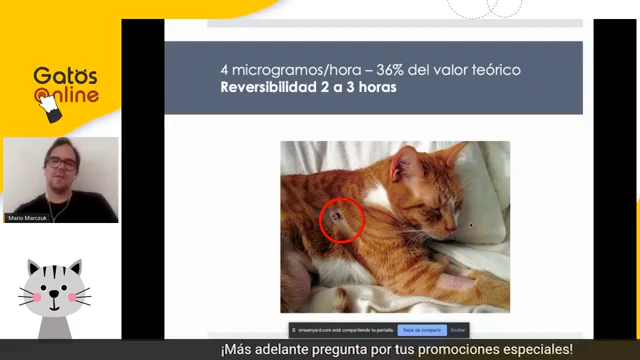 Gatos
Online
4 microgramos/hora – 36% del valor teórico
Reversibilidad 2 a 3 horas
Mario Marczuk
streamyard.com está compartiendo tu pantalla.
Dejar de compartir
Ocultar
¡Más adelante pregunta por tus promociones especiales!